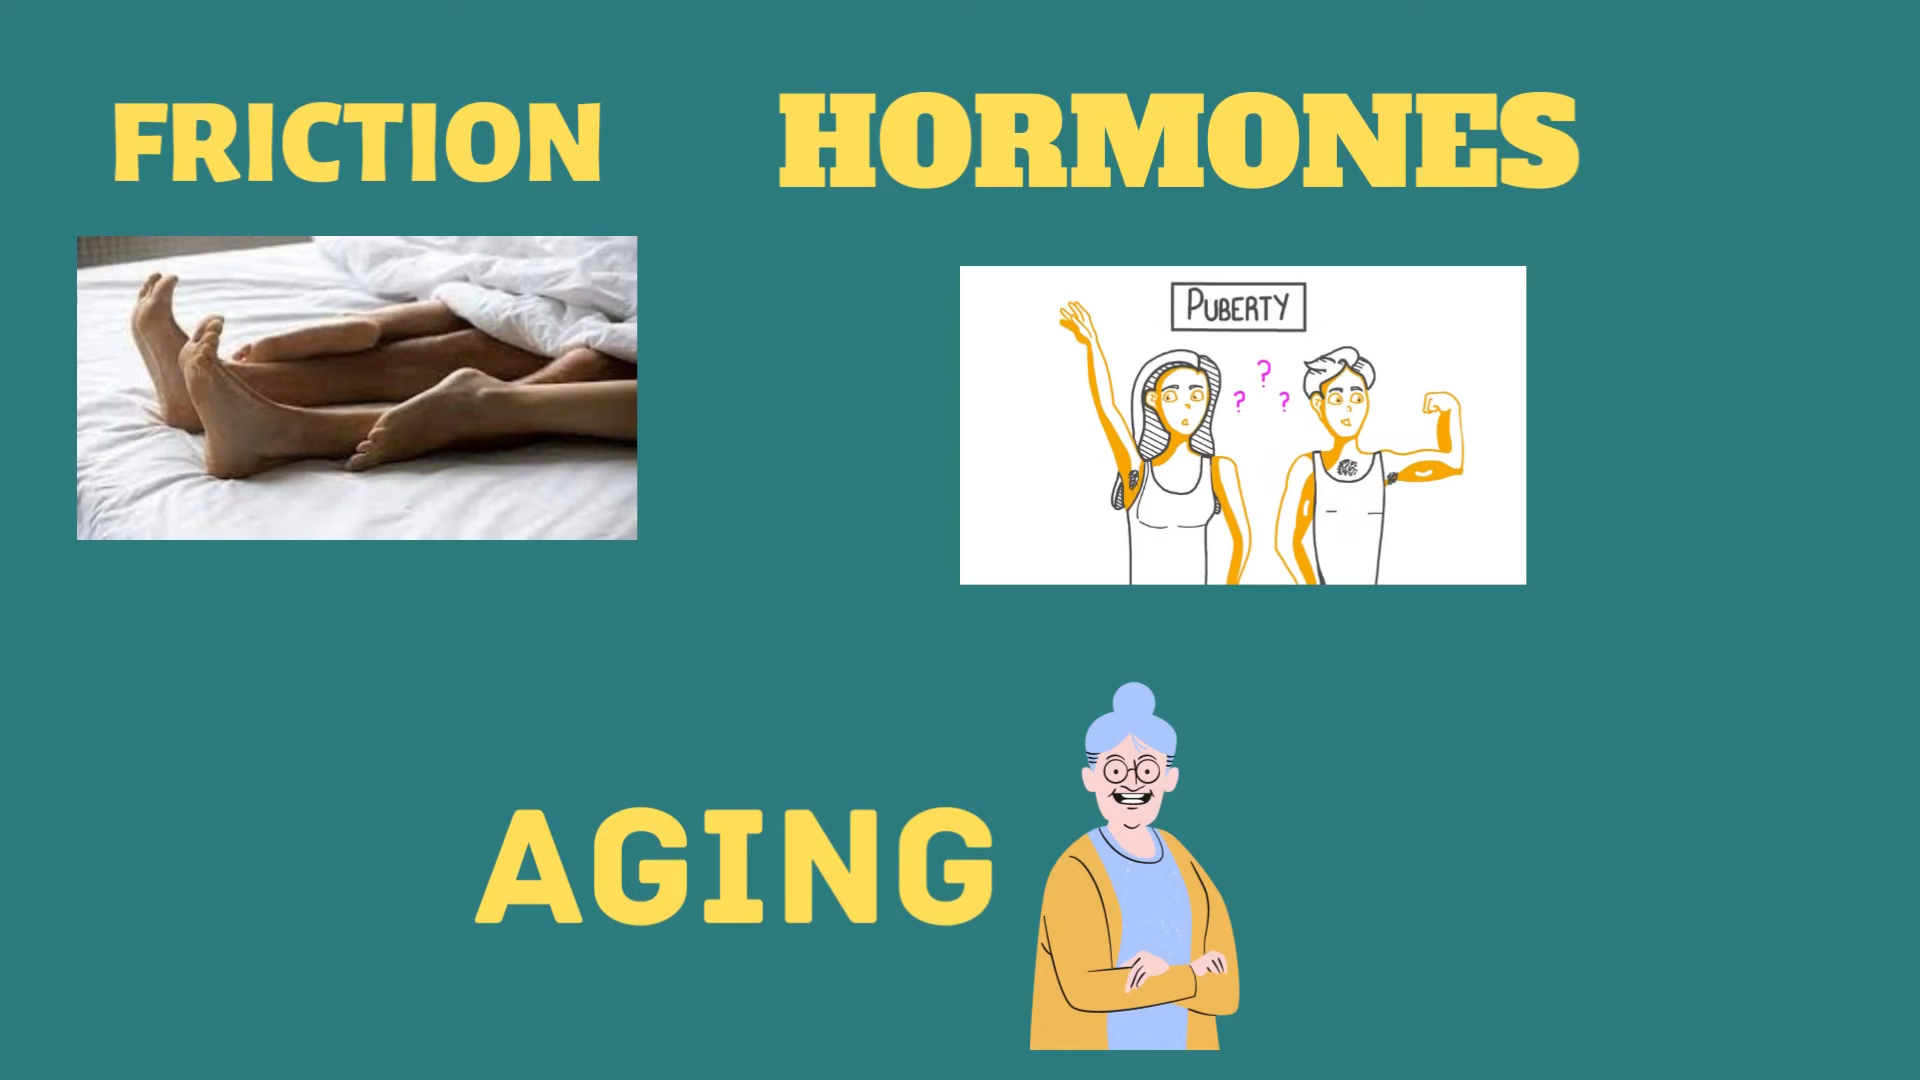 FRICTION
HORMONES
PUBERTY
? ? ?
AGING